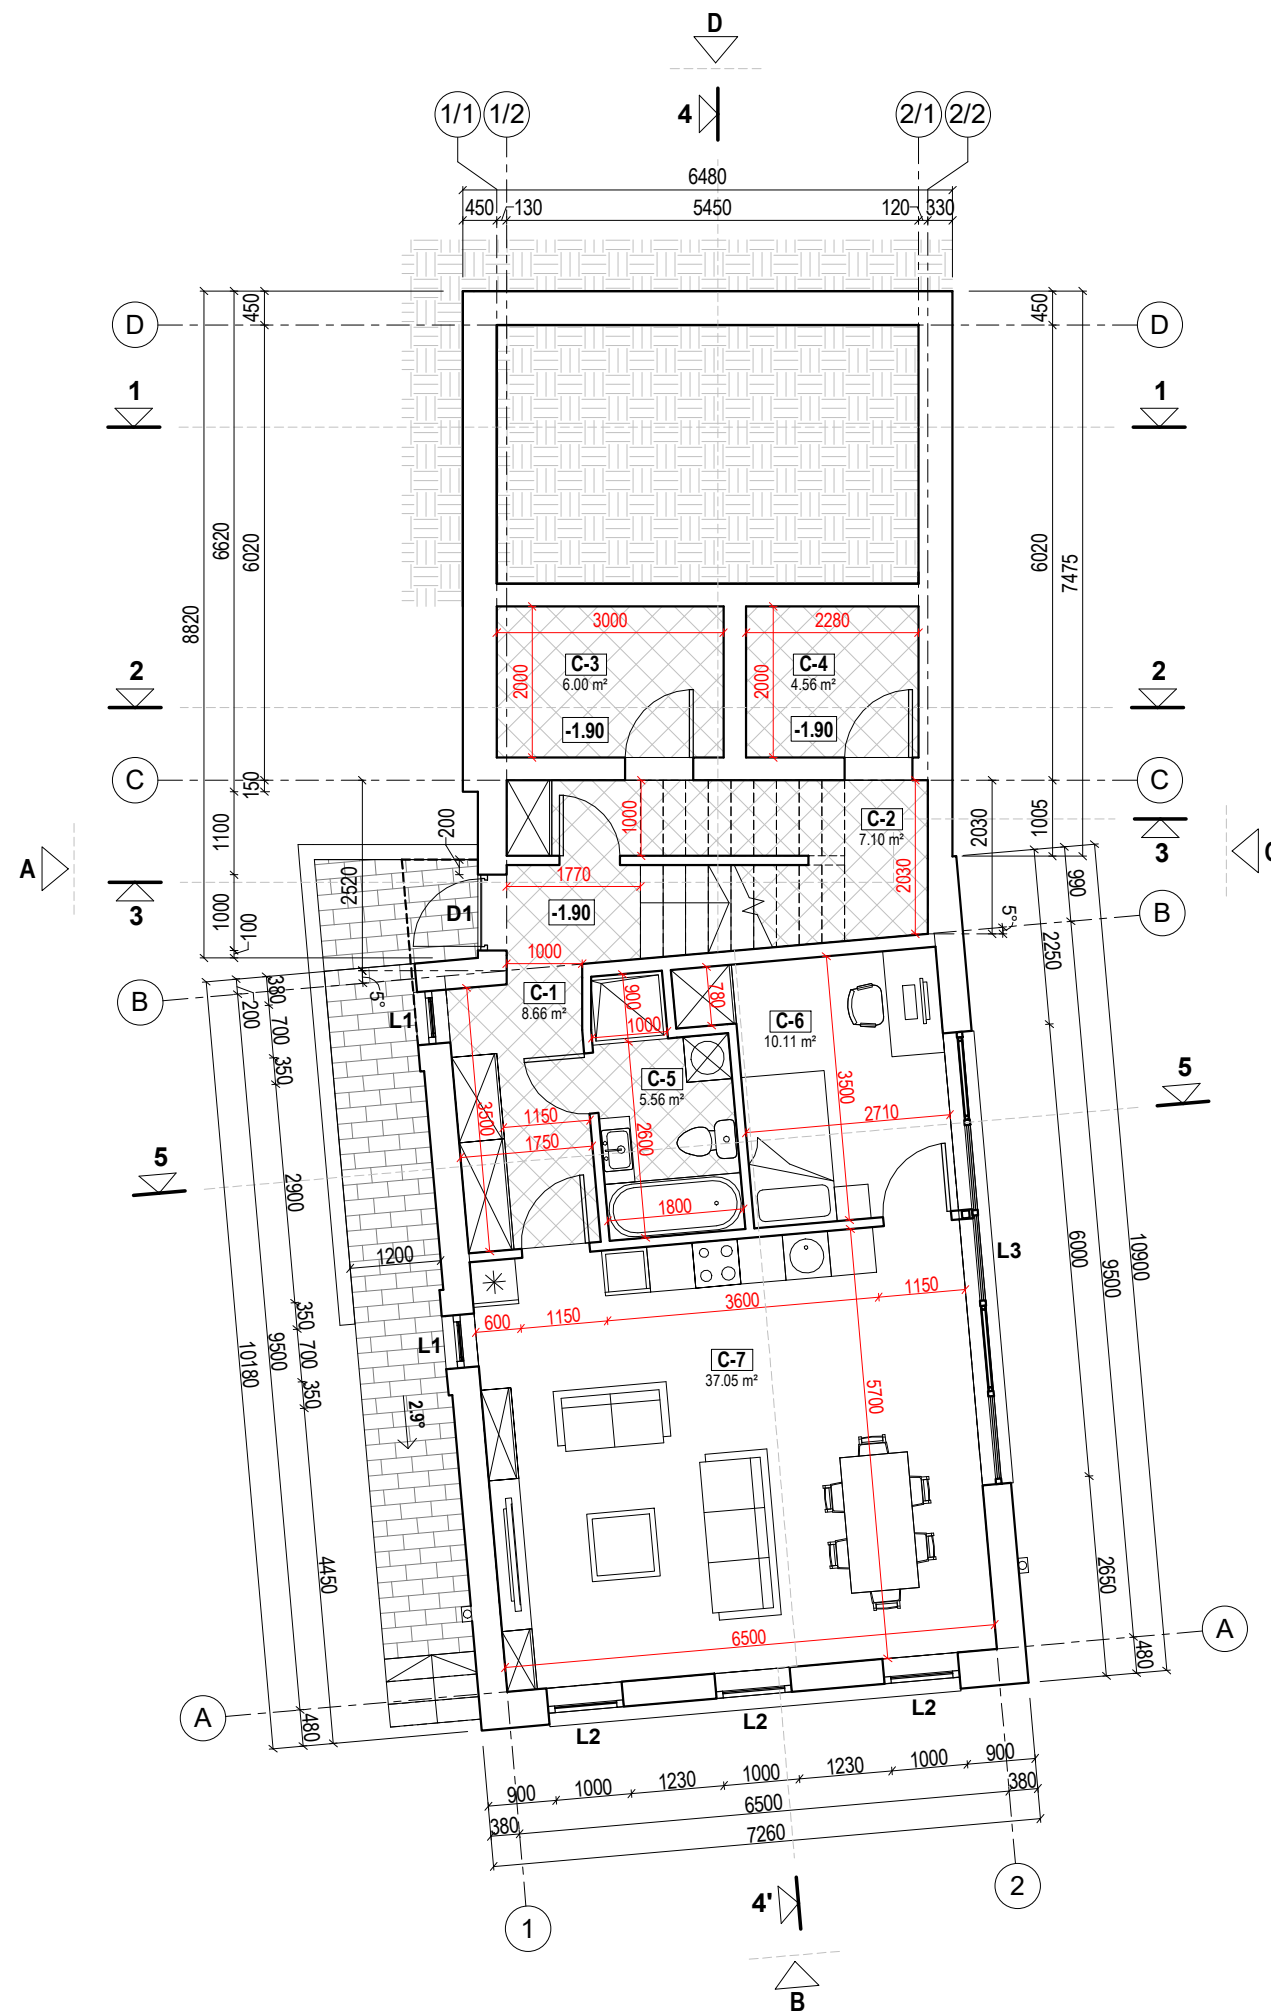 D
4
1/1 1/2 2/1 2/2
6480
450 130 5450 120 330
450 450
D D
1 1
8820 6620 6020 6020 7475
3000 2280
C-3 C-4
6.00 m² 4.56 m²
2000 2000
2 2
-1.90 -1.90
C C
150
1100 200 1000 C-2 2030 1005
7.10 m²
2030
A 3 3 C
2520 1770
1000 100 D1 -1.90 990
5° B
1000 2250
B 5°
380 200 L1 C-1 900 780 C-6
8.66 m² 1000 10.11 m²
700
350 C-5
5.56 m² 3500
5
3500 1150 2600 2710
1750
5
2900 1800
1200 L3 6000 9500 10900
600 1150 3600 1150
350
700 L1 C-7
37.05 m²
350 5700
10180 9500
2.9°
4450 2650
6500 A
480
A
480 L2 L2 L2
900 1000 1230 1000 1230 1000 900
380 6500 380
7260
1 2
4'
B